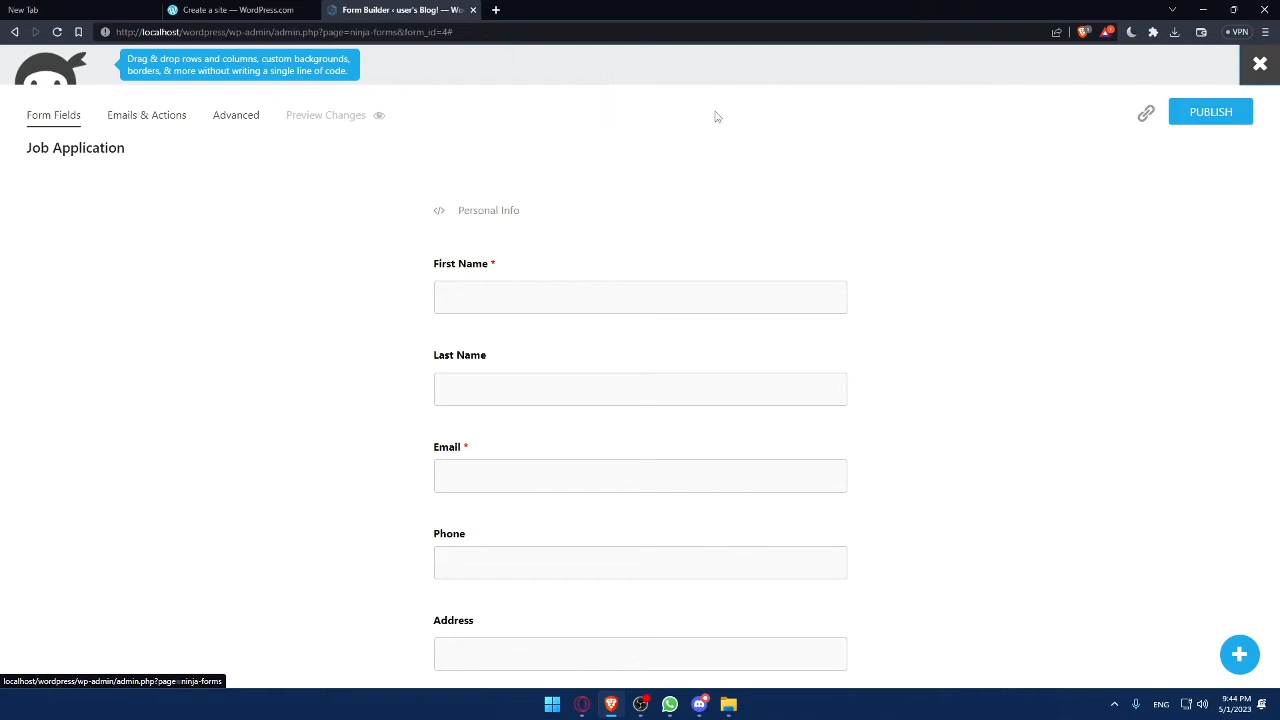 New Tab
Create a site — WordPress.com
Form Builder ‹ user's Blog! — W
http://localhost/wordpress/wp-admin/admin.php?page=ninja-forms&form_id=4#
VPN
Drag & drop rows and columns, custom backgrounds,
borders, & more without writing a single line of code.
Form Fields
Emails & Actions
Advanced
Preview Changes
PUBLISH
Job Application
</> Personal Info
First Name *
Last Name
Email *
Phone
Address
localhost/wordpress/wp-admin/admin.php?page=ninja-forms
ENG
9:44 PM
5/1/2023